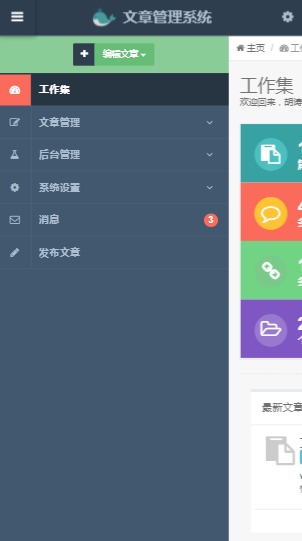 文章管理系统
编辑文章
主页 /
工作集
文章管理
后台管理
系统设置
消息 3
发布文章
工作集
欢迎回来，胡涛
最新文章